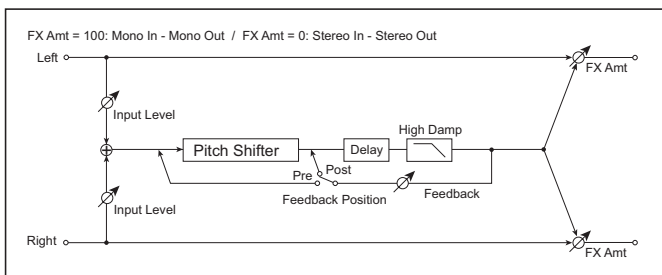 FX Amt = 100: Mono In - Mono Out / FX Amt = 0: Stereo In - Stereo Out
Left
FX Amt
Input Level
High Damp
Pitch Shifter
Delay
Pre
Post
Feedback
Feedback Position
Input Level
Right
FX Amt